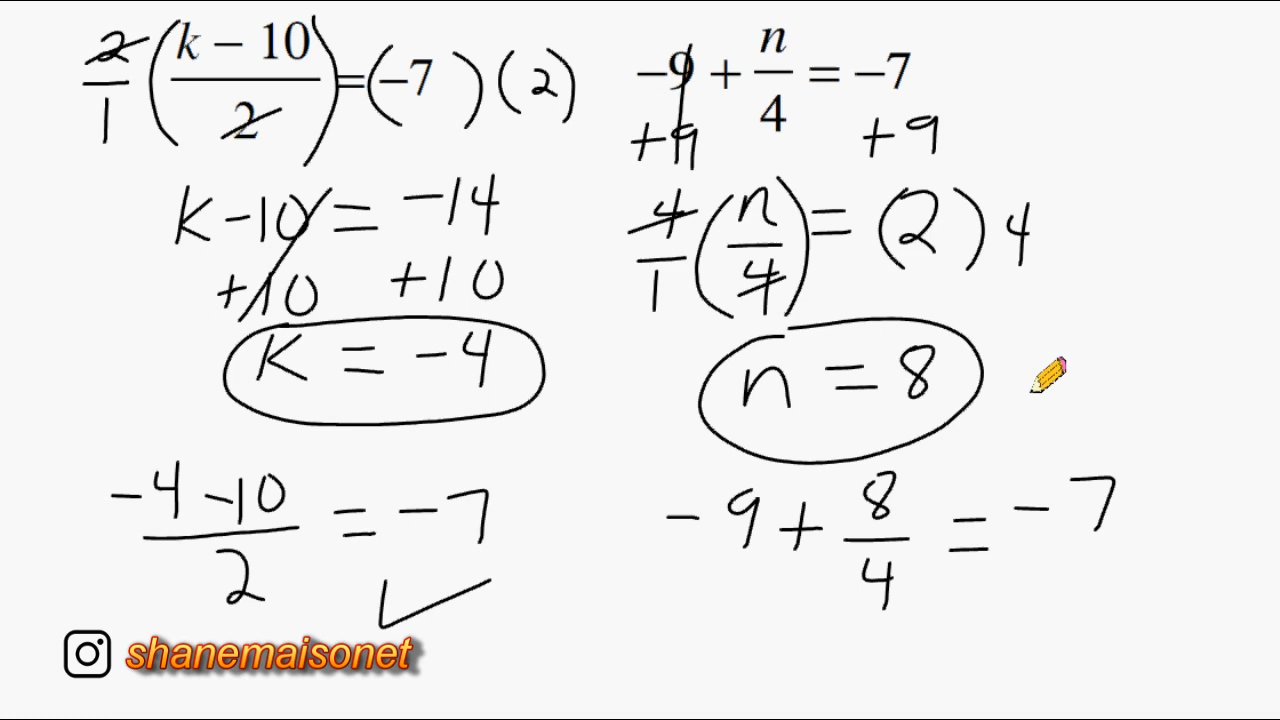 2/1 ((k − 10)/2) = (−7)(2)
k − 10 = −14
+10 +10
k = −4
(−4 − 10)/2 = −7 ✓
−9 + n/4 = −7
+9 +9
4/1 (n/4) = (2) 4
n = 8
−9 + 8/4 = −7
shanemaisonet